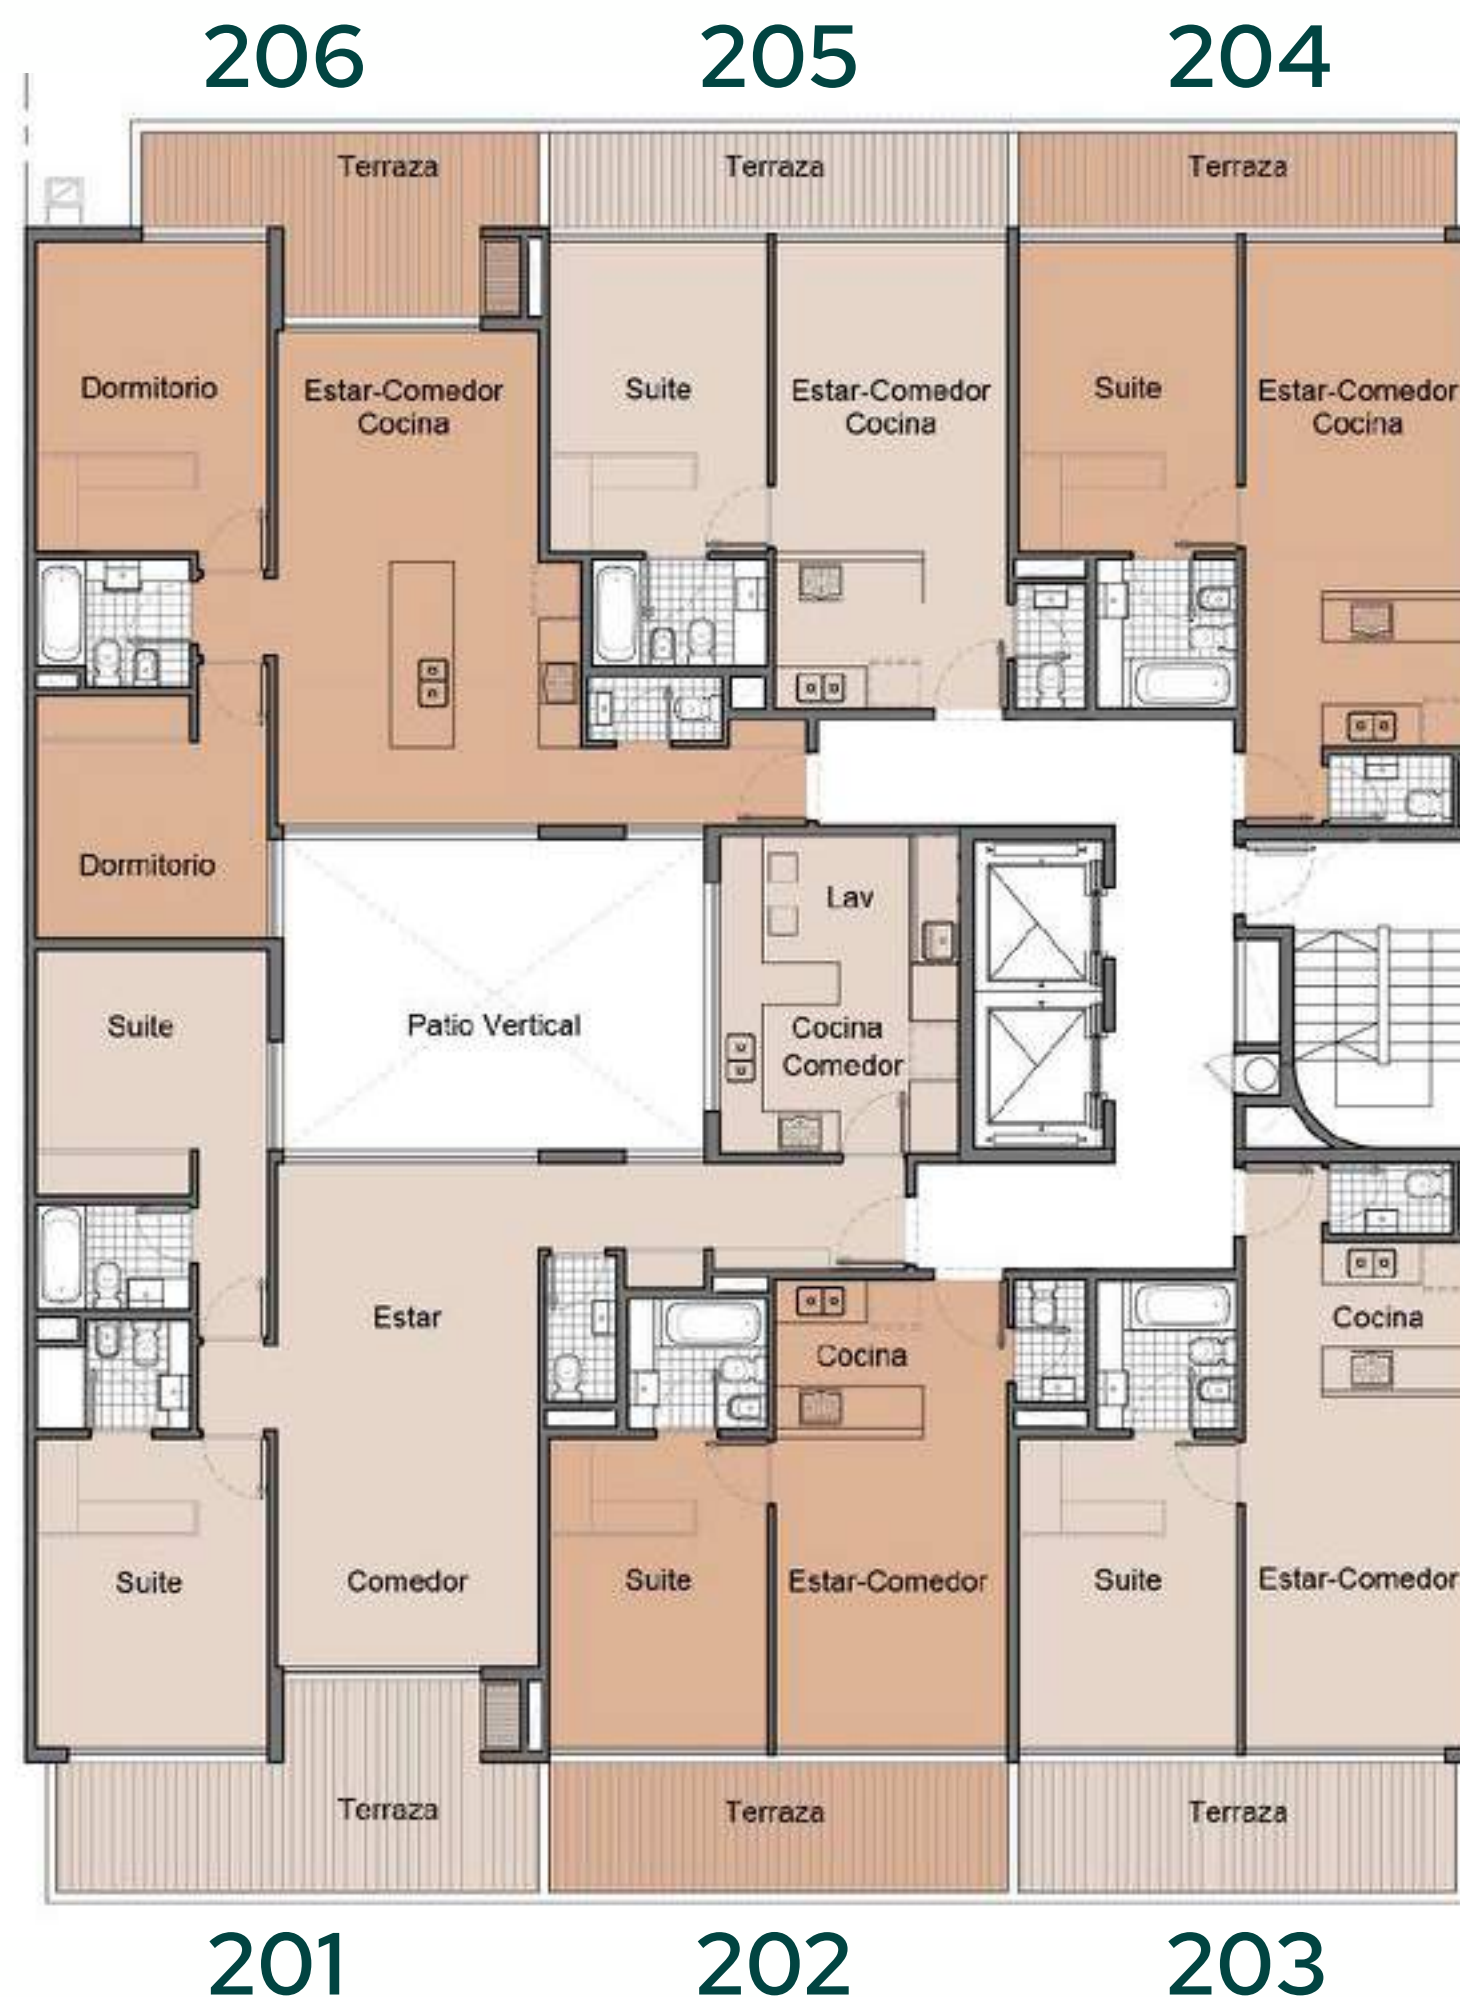 206
205
204
Terraza
Terraza
Terraza
Dormitorio
Estar-Comedor
Cocina
Suite
Estar-Comedor
Cocina
Suite
Estar-Comedor
Cocina
Dormitorio
Lav
Suite
Patio Vertical
Cocina
Comedor
Estar
Cocina
Cocina
Suite
Comedor
Suite
Estar-Comedor
Suite
Estar-Comedor
Terraza
Terraza
Terraza
201
202
203